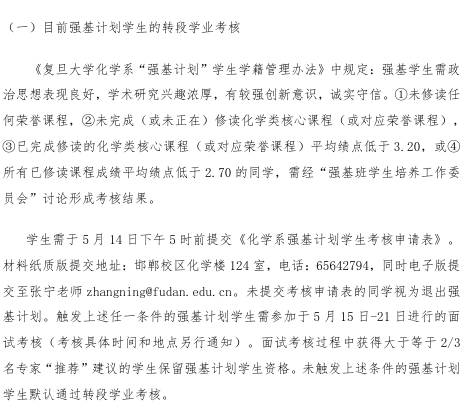 （一）目前强基计划学生的转段学业考核
《复旦大学化学系“强基计划”学生学籍管理办法》中规定：强基学生需政
治思想表现良好，学术研究兴趣浓厚，有较强创新意识，诚实守信。①未修读任
何荣誉课程，②未完成（或未正在）修读化学类核心课程（或对应荣誉课程），
③已完成修读的化学类核心课程（或对应荣誉课程）平均绩点低于 3.20，或④
所有已修读课程成绩平均绩点低于 2.70 的同学，需经“强基班学生培养工作委
员会”讨论形成考核结果。
学生需于 5 月 14 日下午 5 时前提交《化学系强基计划学生考核申请表》。
材料纸质版提交地址：邯郸校区化学楼 124 室，电话：65642794，同时电子版提
交至张宁老师 zhangning@fudan.edu.cn。未提交考核申请表的同学视为退出强
基计划。触发上述任一条件的强基计划学生需参加于 5 月 15 日-21 日进行的面
试考核（考核具体时间和地点另行通知）。面试考核过程中获得大于等于 2/3
名专家“推荐”建议的学生保留强基计划学生资格。未触发上述条件的强基计划
学生默认通过转段学业考核。